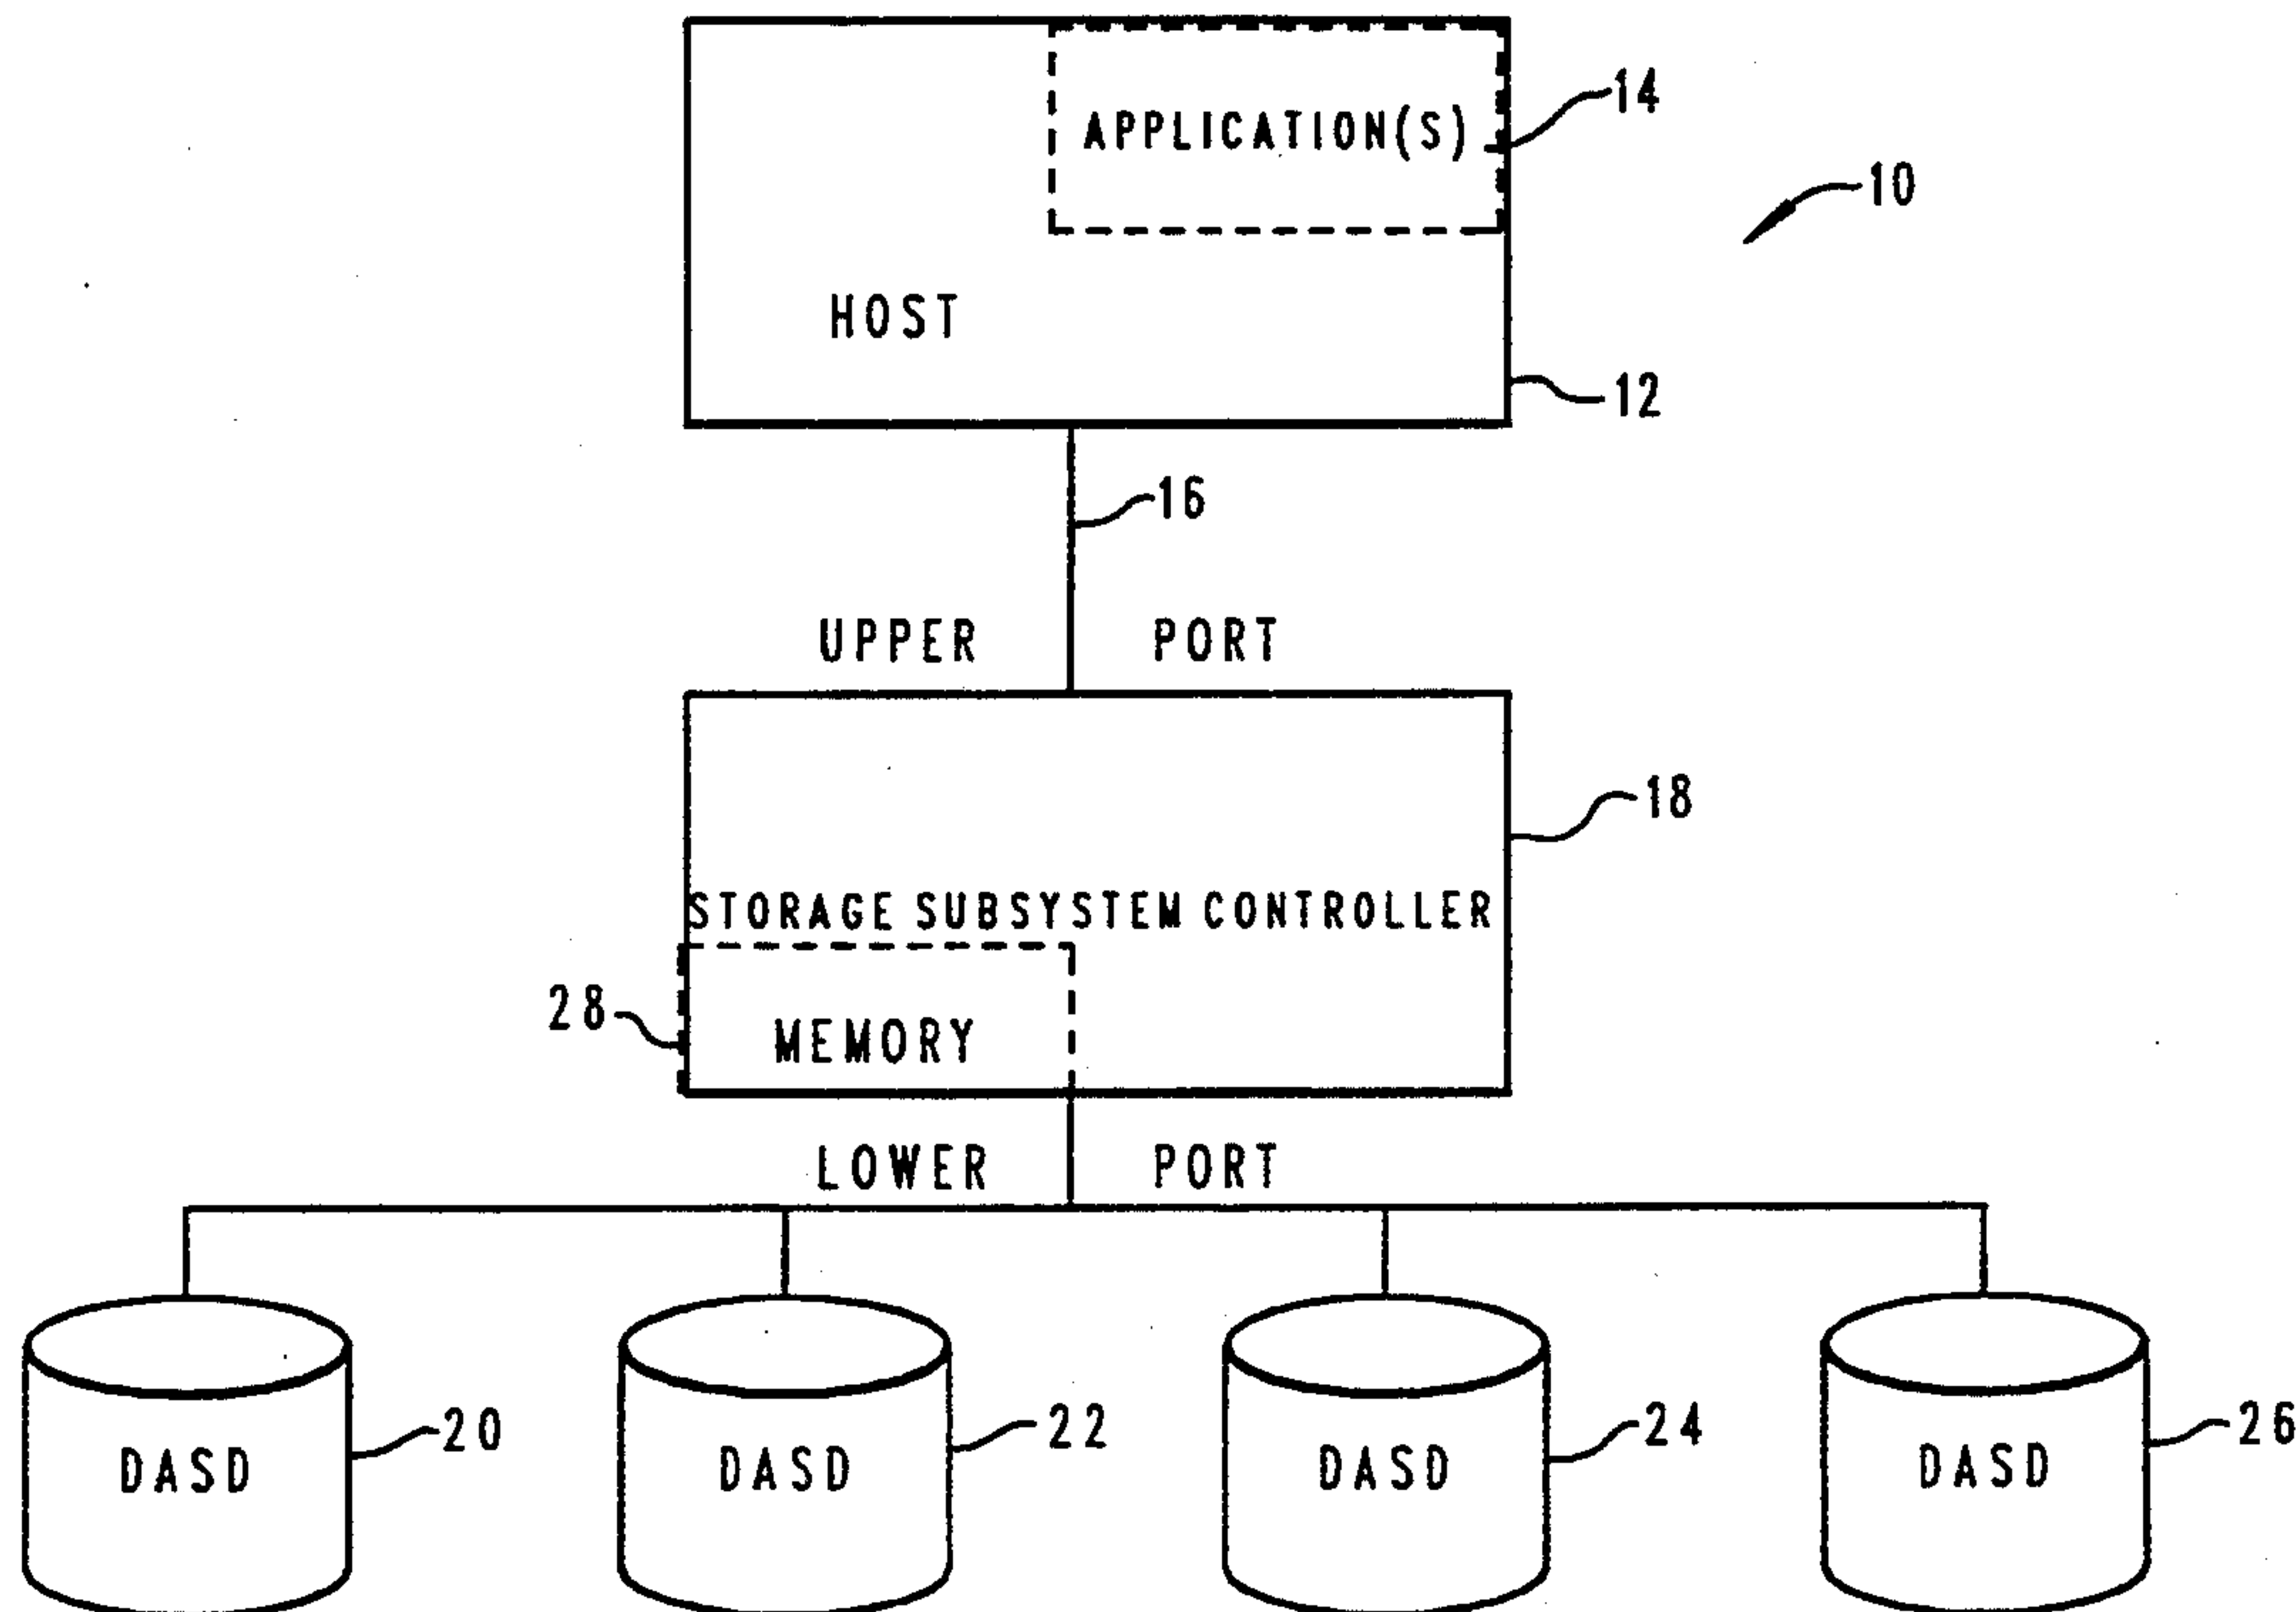 APPLICATION(S)
14
10
HOST
12
16
UPPER PORT
18
STORAGE SUBSYSTEM CONTROLLER
28
MEMORY
LOWER PORT
DASD
20
DASD
22
DASD
24
DASD
26